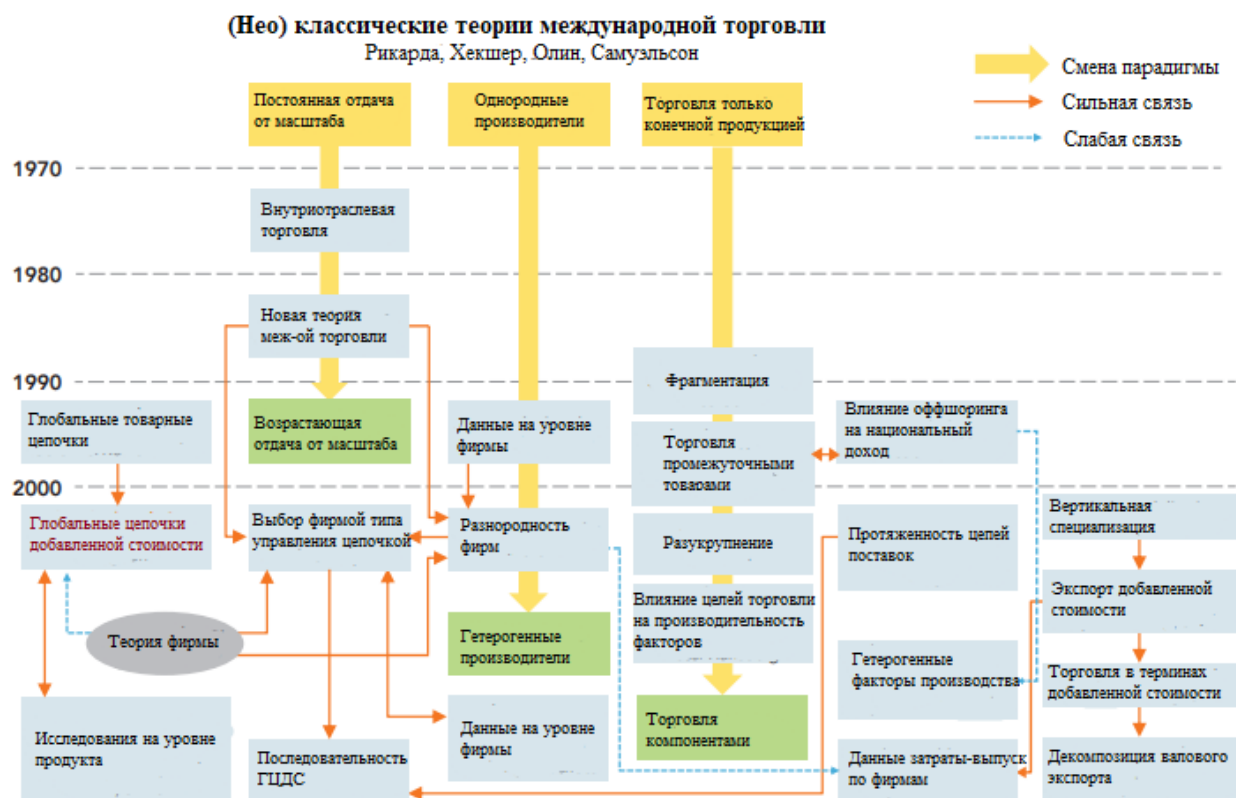 (Нео) классические теории международной торговли
Рикарда, Хекшер, Олин, Самуэльсон
Смена парадигмы
Сильная связь
Слабая связь
Постоянная отдача
от масштаба
Однородные
производители
Торговля только
конечной продукцией
1970
Внутриотраслевая
торговля
1980
Новая теория
меж-ой торговли
1990
Фрагментация
Глобальные товарные
цепочки
Возрастающая
отдача от масштаба
Данные на уровне
фирмы
Торговля
промежуточными
товарами
Влияние оффшоринга
на национальный
доход
2000
Глобальные цепочки
добавленной стоимости
Выбор фирмой типа
управления цепочкой
Разнородность
фирм
Разукрупнение
Протяженность цепей
поставок
Вертикальная
специализация
Экспорт добавленной
стоимости
Теория фирмы
Гетерогенные
производители
Влияние целей торговли
на производительность
факторов
Гетерогенные
факторы производства
Торговля в терминах
добавленной стоимости
Исследования на уровне
продукта
Последовательность
ГЦДС
Данные на уровне
фирмы
Торговля
компонентами
Данные затраты-выпуск
по фирмам
Декомпозиция валового
экспорта